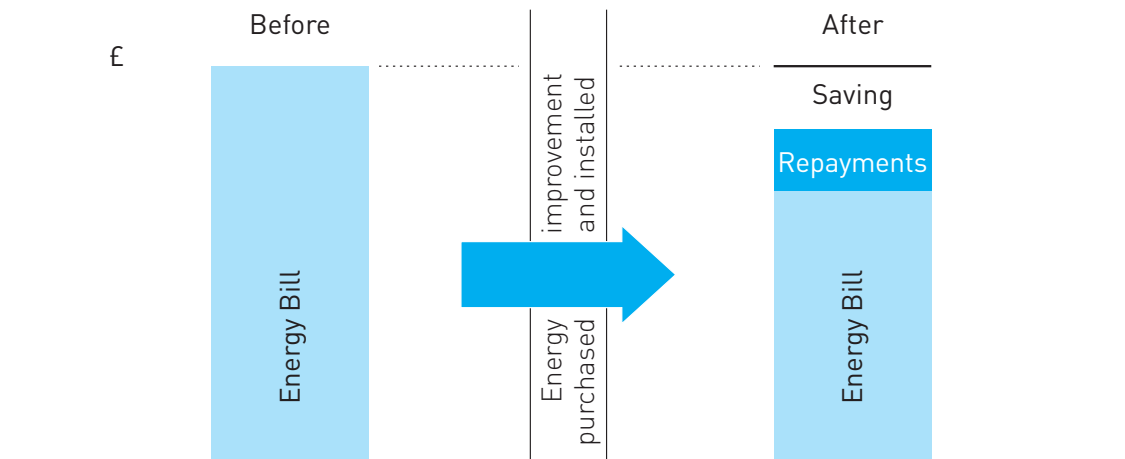 Before
After
£
Saving
Repayments
Energy Bill
Energy improvement
purchased and installed
Energy Bill